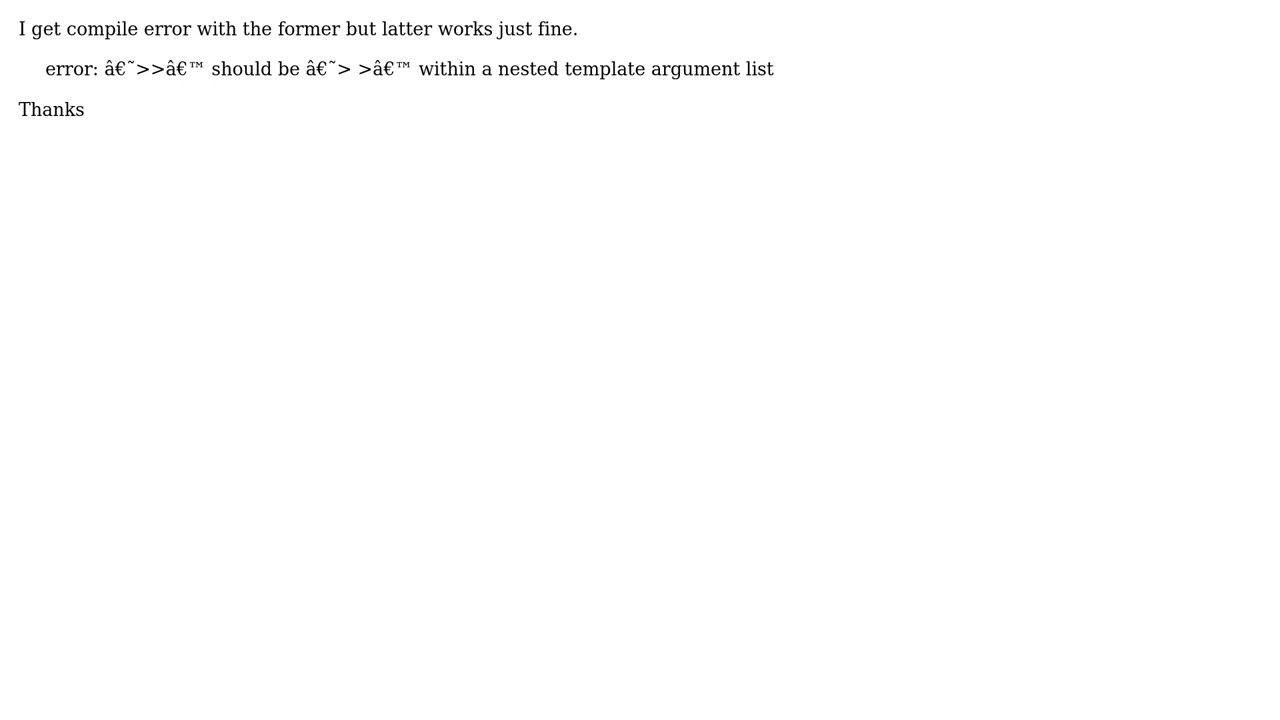 I get compile error with the former but latter works just fine.
error: â€˜>>â€™ should be â€˜> >â€™ within a nested template argument list
Thanks